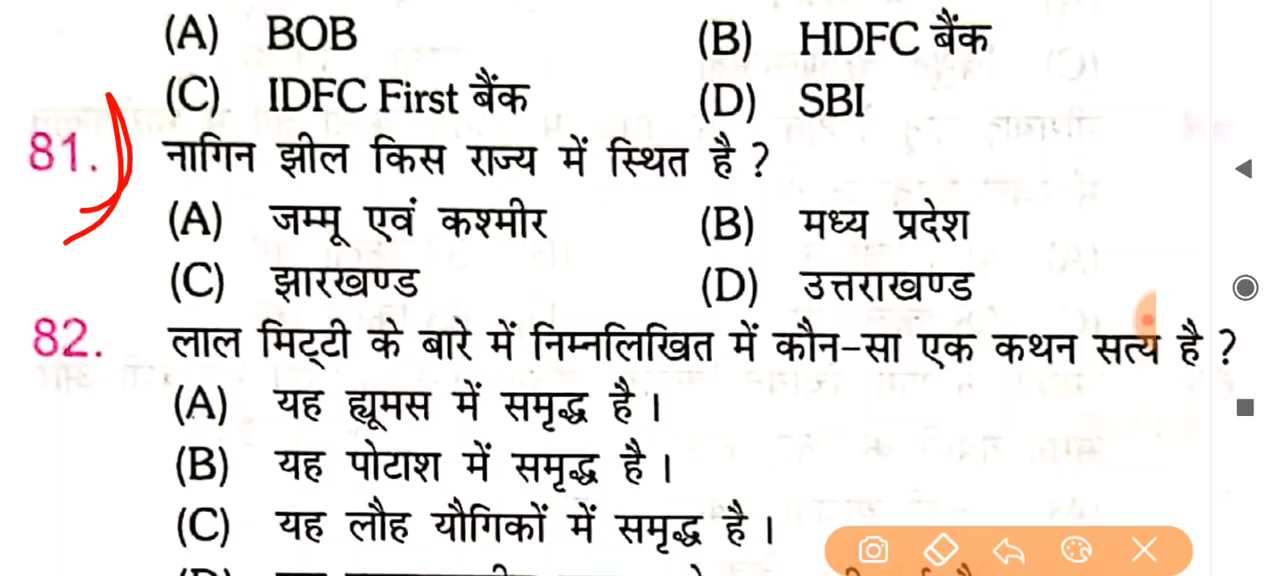 (A) BOB (B) HDFC बैंक
(C) IDFC First बैंक (D) SBI
81. नागिन झील किस राज्य में स्थित है ?
(A) जम्मू एवं कश्मीर (B) मध्य प्रदेश
(C) झारखण्ड (D) उत्तराखण्ड
82. लाल मिट्टी के बारे में निम्नलिखित में कौन-सा एक कथन सत्य है ?
(A) यह ह्यूमस में समृद्ध है।
(B) यह पोटाश में समृद्ध है।
(C) यह लौह यौगिकों में समृद्ध है।